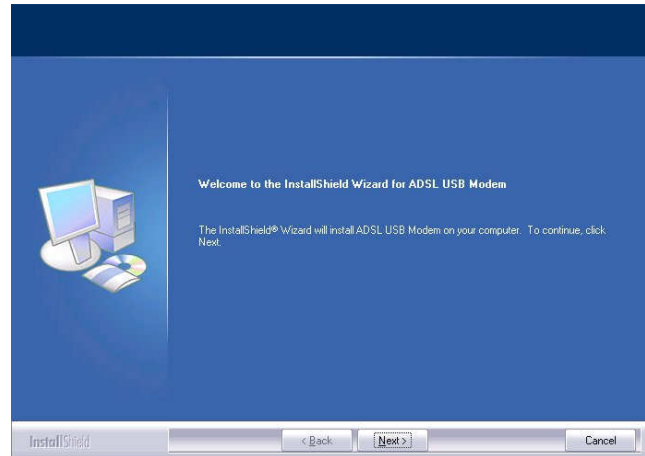 Welcome to the InstallShield Wizard for ADSL USB Modem
The InstallShield® Wizard will install ADSL USB Modem on your computer. To continue, click
Next.
InstallShield
< Back
Next >
Cancel